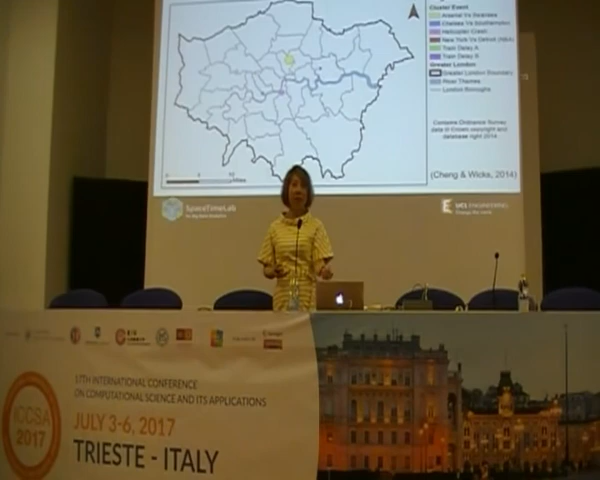 Cluster Event
Arsenal Vs Swansea
Chelsea Vs Southampton
Helicopter Crash
New York Vs Detroit (NBA)
Train Delay A
Train Delay B
Greater London
Greater London Boundary
River Thames
London Boroughs
Contains Ordnance Survey
data © Crown copyright and
database right 2014
Miles
(Cheng & Wicks, 2014)
SpaceTimeLab
UCL ENGINEERING
Change the world
17TH INTERNATIONAL CONFERENCE
ON COMPUTATIONAL SCIENCE AND ITS APPLICATIONS
ICCSA
2017
JULY 3-6, 2017
TRIESTE - ITALY